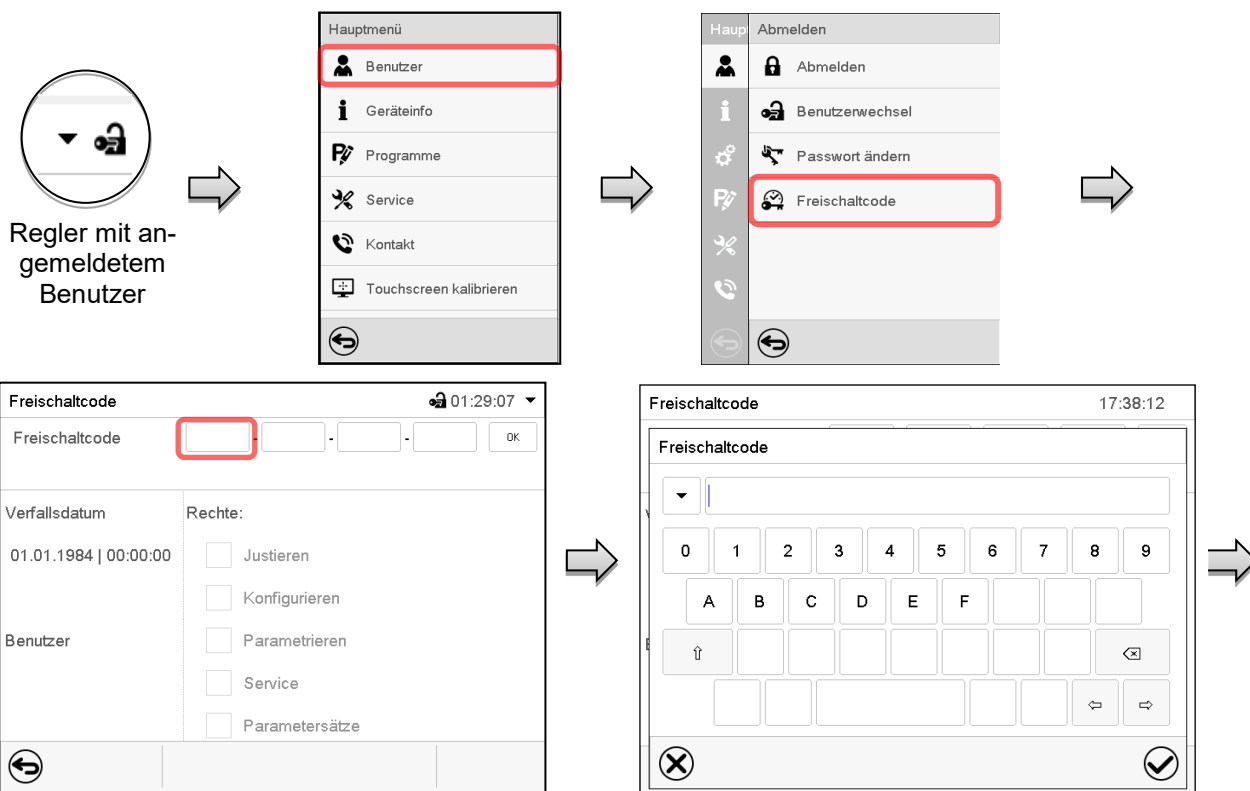 Regler mit an-
gemeldetem
Benutzer
Hauptmenü
Benutzer
Geräteinfo
Programme
Service
Kontakt
Touchscreen kalibrieren
Haup
Abmelden
Abmelden
Benutzerwechsel
Passwort ändern
Freischaltcode
Freischaltcode 01:29:07
Freischaltcode - - - OK
Verfallsdatum Rechte:
01.01.1984 | 00:00:00 Justieren
Konfigurieren
Benutzer Parametrieren
Service
Parametersätze
Freischaltcode 17:38:12
Freischaltcode
0 1 2 3 4 5 6 7 8 9
A B C D E F